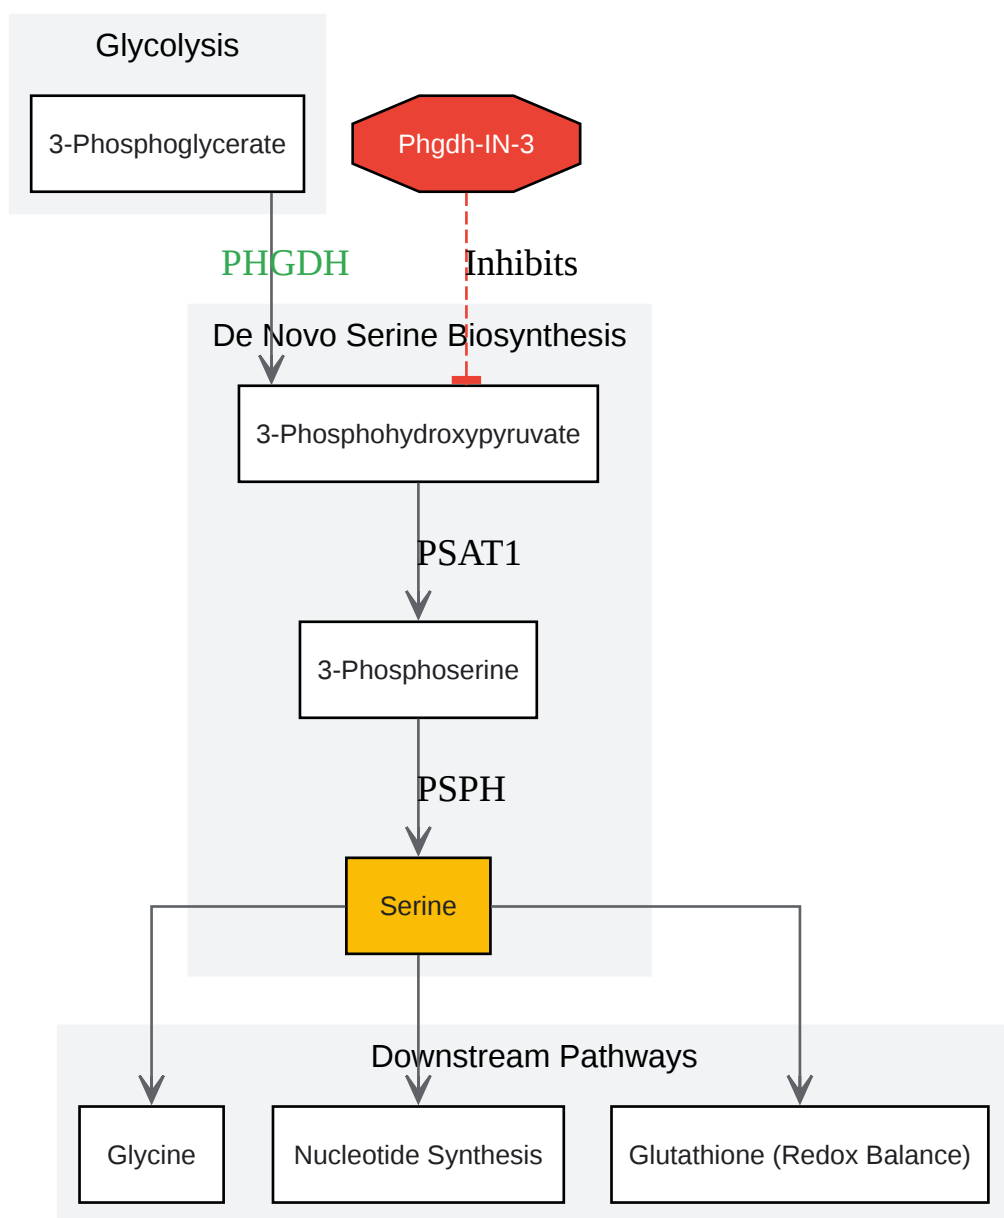 Glycolysis
3-Phosphoglycerate
Phgdh-IN-3
PHGDH
Inhibits
De Novo Serine Biosynthesis
3-Phosphohydroxypyruvate
PSAT1
3-Phosphoserine
PSPH
Serine
Downstream Pathways
Glycine
Nucleotide Synthesis
Glutathione (Redox Balance)